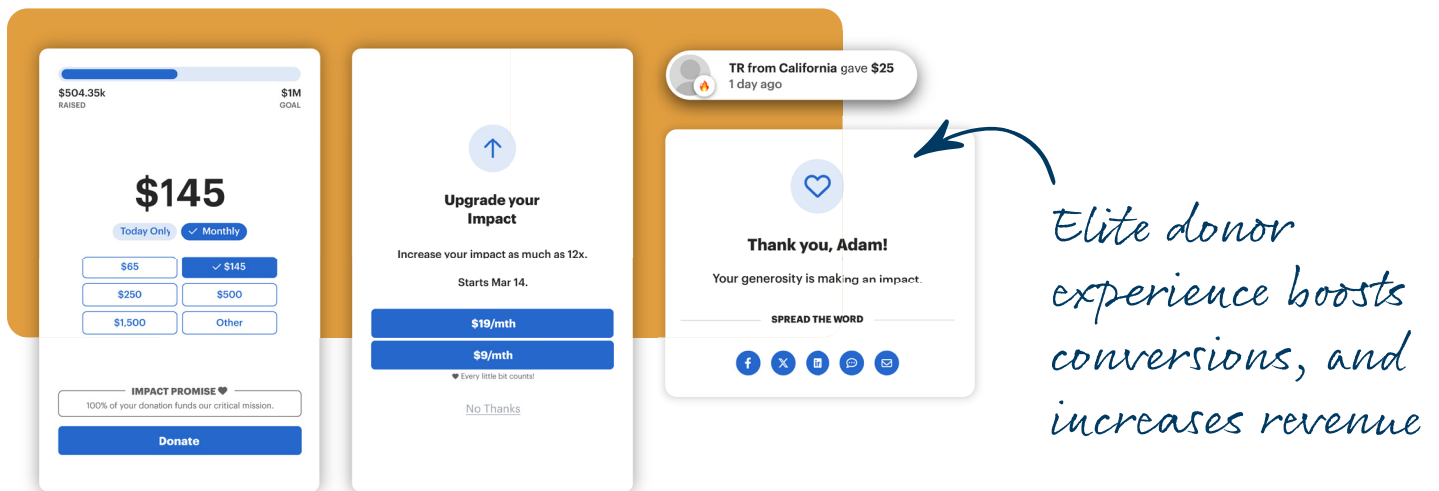 $504.35k
$1M
RAISED
GOAL
$145
Today Only
Monthly
$65
$145
$250
$500
$1,500
Other
IMPACT PROMISE
100% of your donation funds our critical mission.
Donate
Upgrade your
Impact
Increase your impact as much as 12x.
Starts Mar 14.
$19/mth
$9/mth
Every little bit counts!
No Thanks
TR from California gave $25
1 day ago
Thank you, Adam!
Your generosity is making an impact.
SPREAD THE WORD
Elite donor
experience boosts
conversions, and
increases revenue